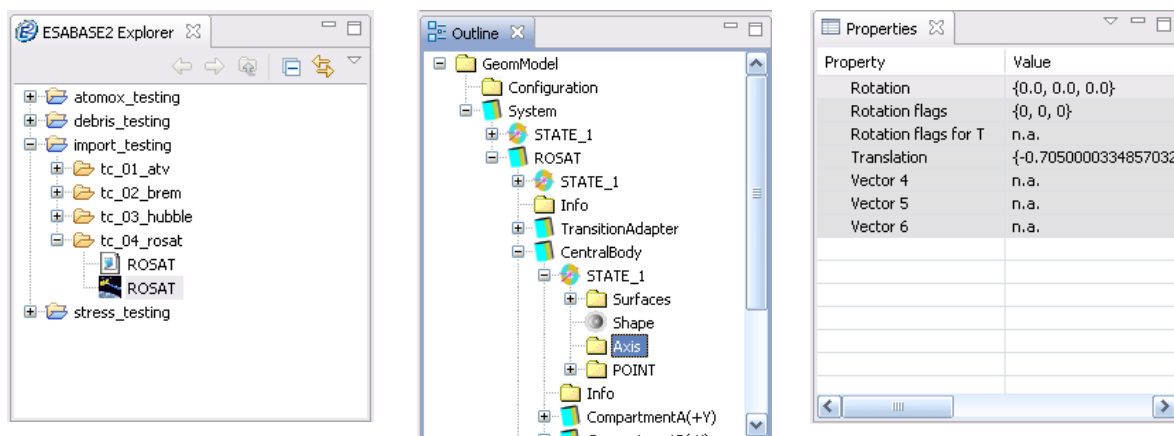 ESABASE2 Explorer
atomox_testing
debris_testing
import_testing
tc_01_atv
tc_02_brem
tc_03_hubble
tc_04_rosat
ROSAT
ROSAT
stress_testing
Outline
GeomModel
Configuration
System
STATE_1
ROSAT
STATE_1
Info
TransitionAdapter
CentralBody
STATE_1
Surfaces
Shape
Axis
POINT
Info
CompartmentA(+Y)
Properties
Property Value
Rotation {0.0, 0.0, 0.0}
Rotation flags {0, 0, 0}
Rotation flags for T n.a.
Translation {-0.7050000334857032
Vector 4 n.a.
Vector 5 n.a.
Vector 6 n.a.